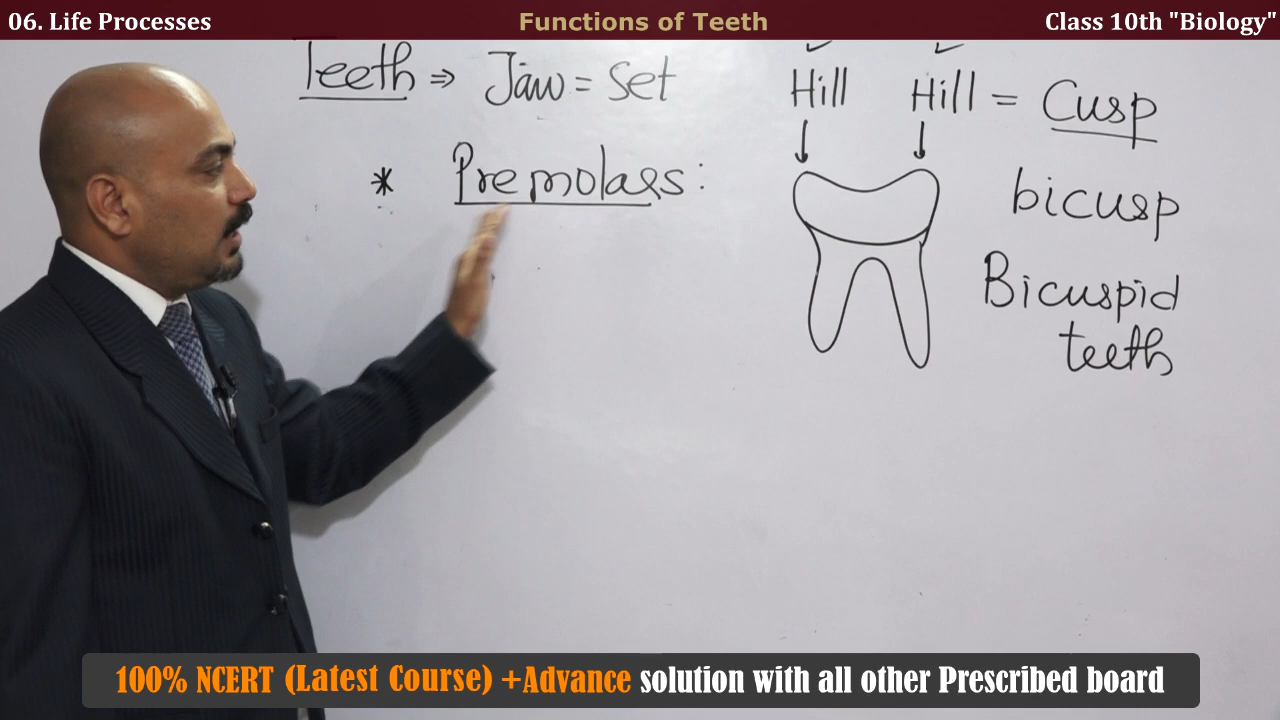 06. Life Processes
Functions of Teeth
Class 10th "Biology"
Teeth ⇒ Jaw = Set
Hill Hill = Cusp
* Premolars:
bicusp
Bicuspid
teeth
100% NCERT (Latest Course) +Advance solution with all other Prescribed board